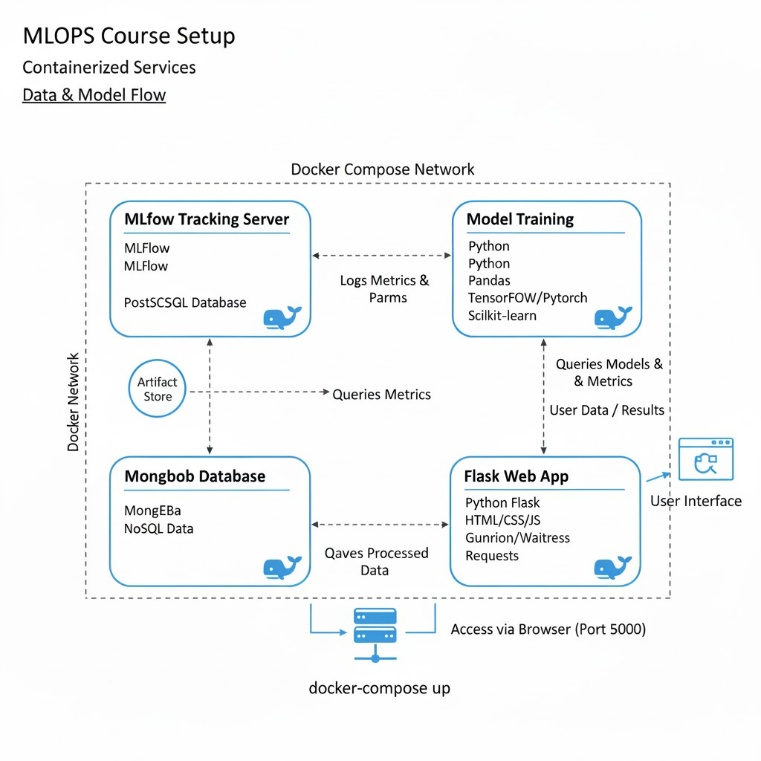 MLOPS Course Setup
Containerized Services
Data & Model Flow
Docker Compose Network
Docker Network
MLfow Tracking Server
MLFlow
MLFlow
PostSCSQL Database
Logs Metrics &
Parms
Model Training
Python
Python
Pandas
TensorFOW/Pytorch
Scilkit-learn
Artifact
Store
Queries Metrics
Queries Models &
& Metrics
User Data / Results
Mongbob Database
MongEBa
NoSQL Data
Qaves Processed
Data
Flask Web App
Python Flask
HTML/CSS/JS
Gunrion/Waitress
Requests
User Interface
Access via Browser (Port 5000)
docker-compose up